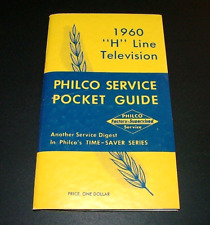 1960
"H" Line
Television
PHILCO SERVICE
POCKET GUIDE
PHILCO
Factory-Supervised
Service
Another Service Digest
In Philco's TIME-SAVER SERIES
PRICE, ONE DOLLAR